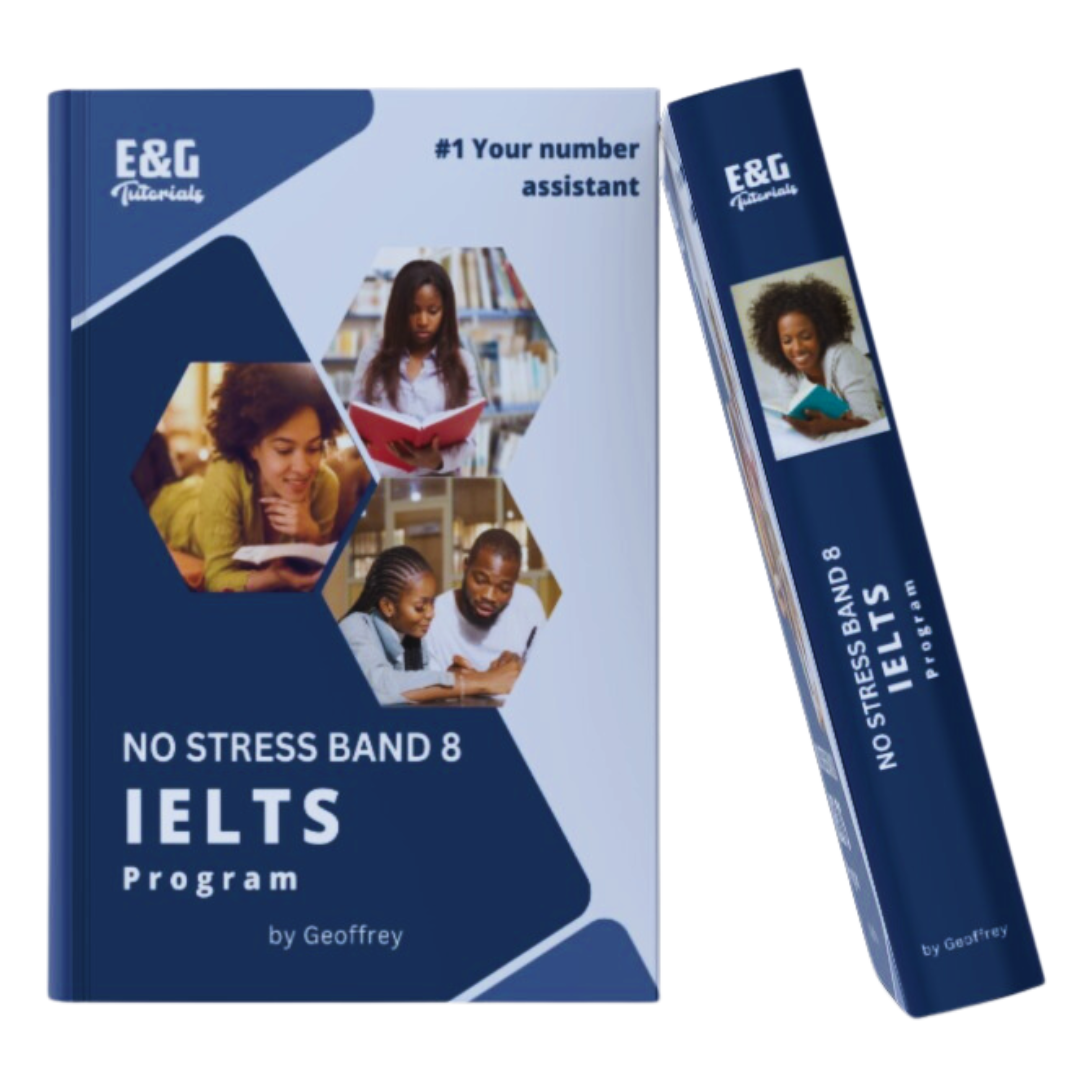 E&G
Tutorials
#1 Your number
assistant
NO STRESS BAND 8
IELTS
Program
by Geoffrey
E&G
Tutorials
NO STRESS BAND 8
IELTS
Program
by Geoffrey